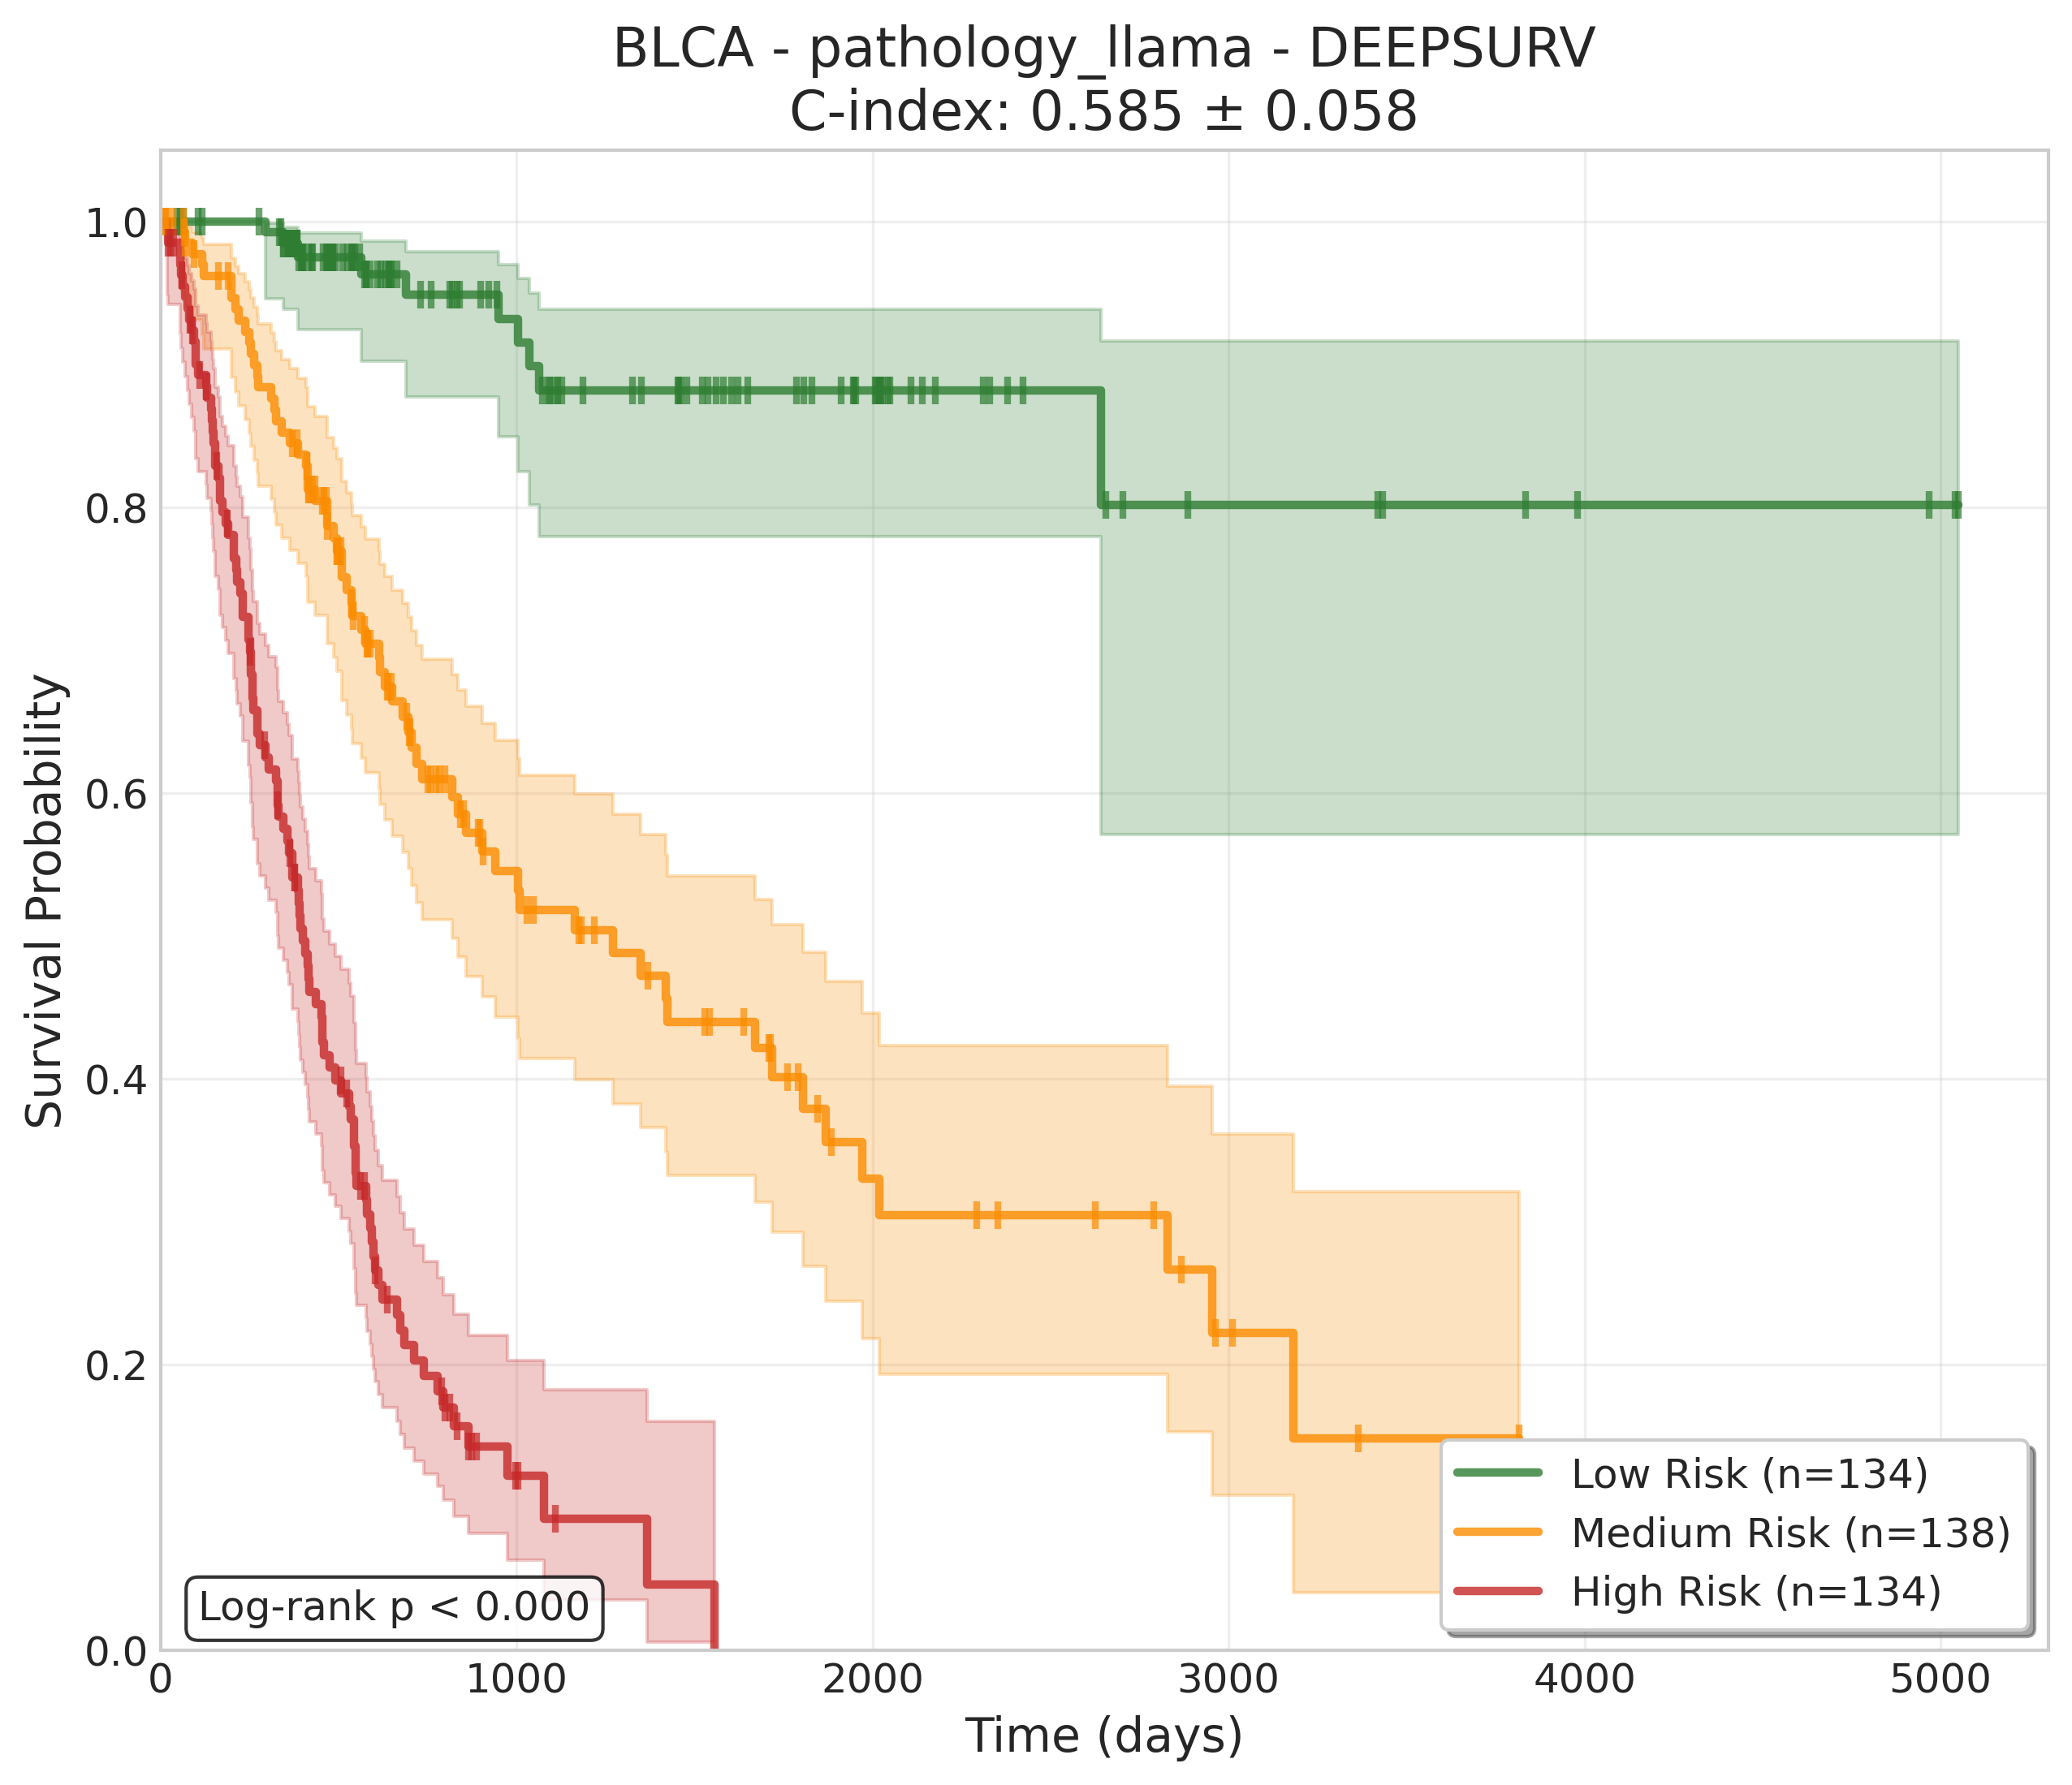 BLCA - pathology_llama - DEEPSURV
C-index: 0.585 ± 0.058
Survival Probability
1.0
0.8
0.6
0.4
0.2
0.0
0 1000 2000 3000 4000 5000
Time (days)
Log-rank p < 0.000
Low Risk (n=134)
Medium Risk (n=138)
High Risk (n=134)